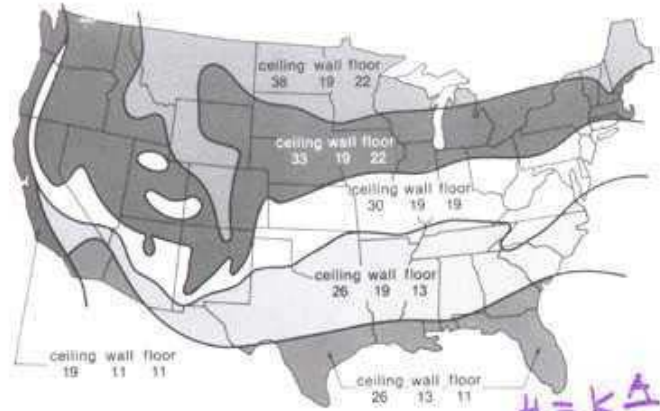 ceiling wall floor
38 19 22
ceiling wall floor
33 19 22
ceiling wall floor
30 19 19
ceiling wall floor
26 19 13
ceiling wall floor
19 11 11
ceiling wall floor
26 13 11
H = k A